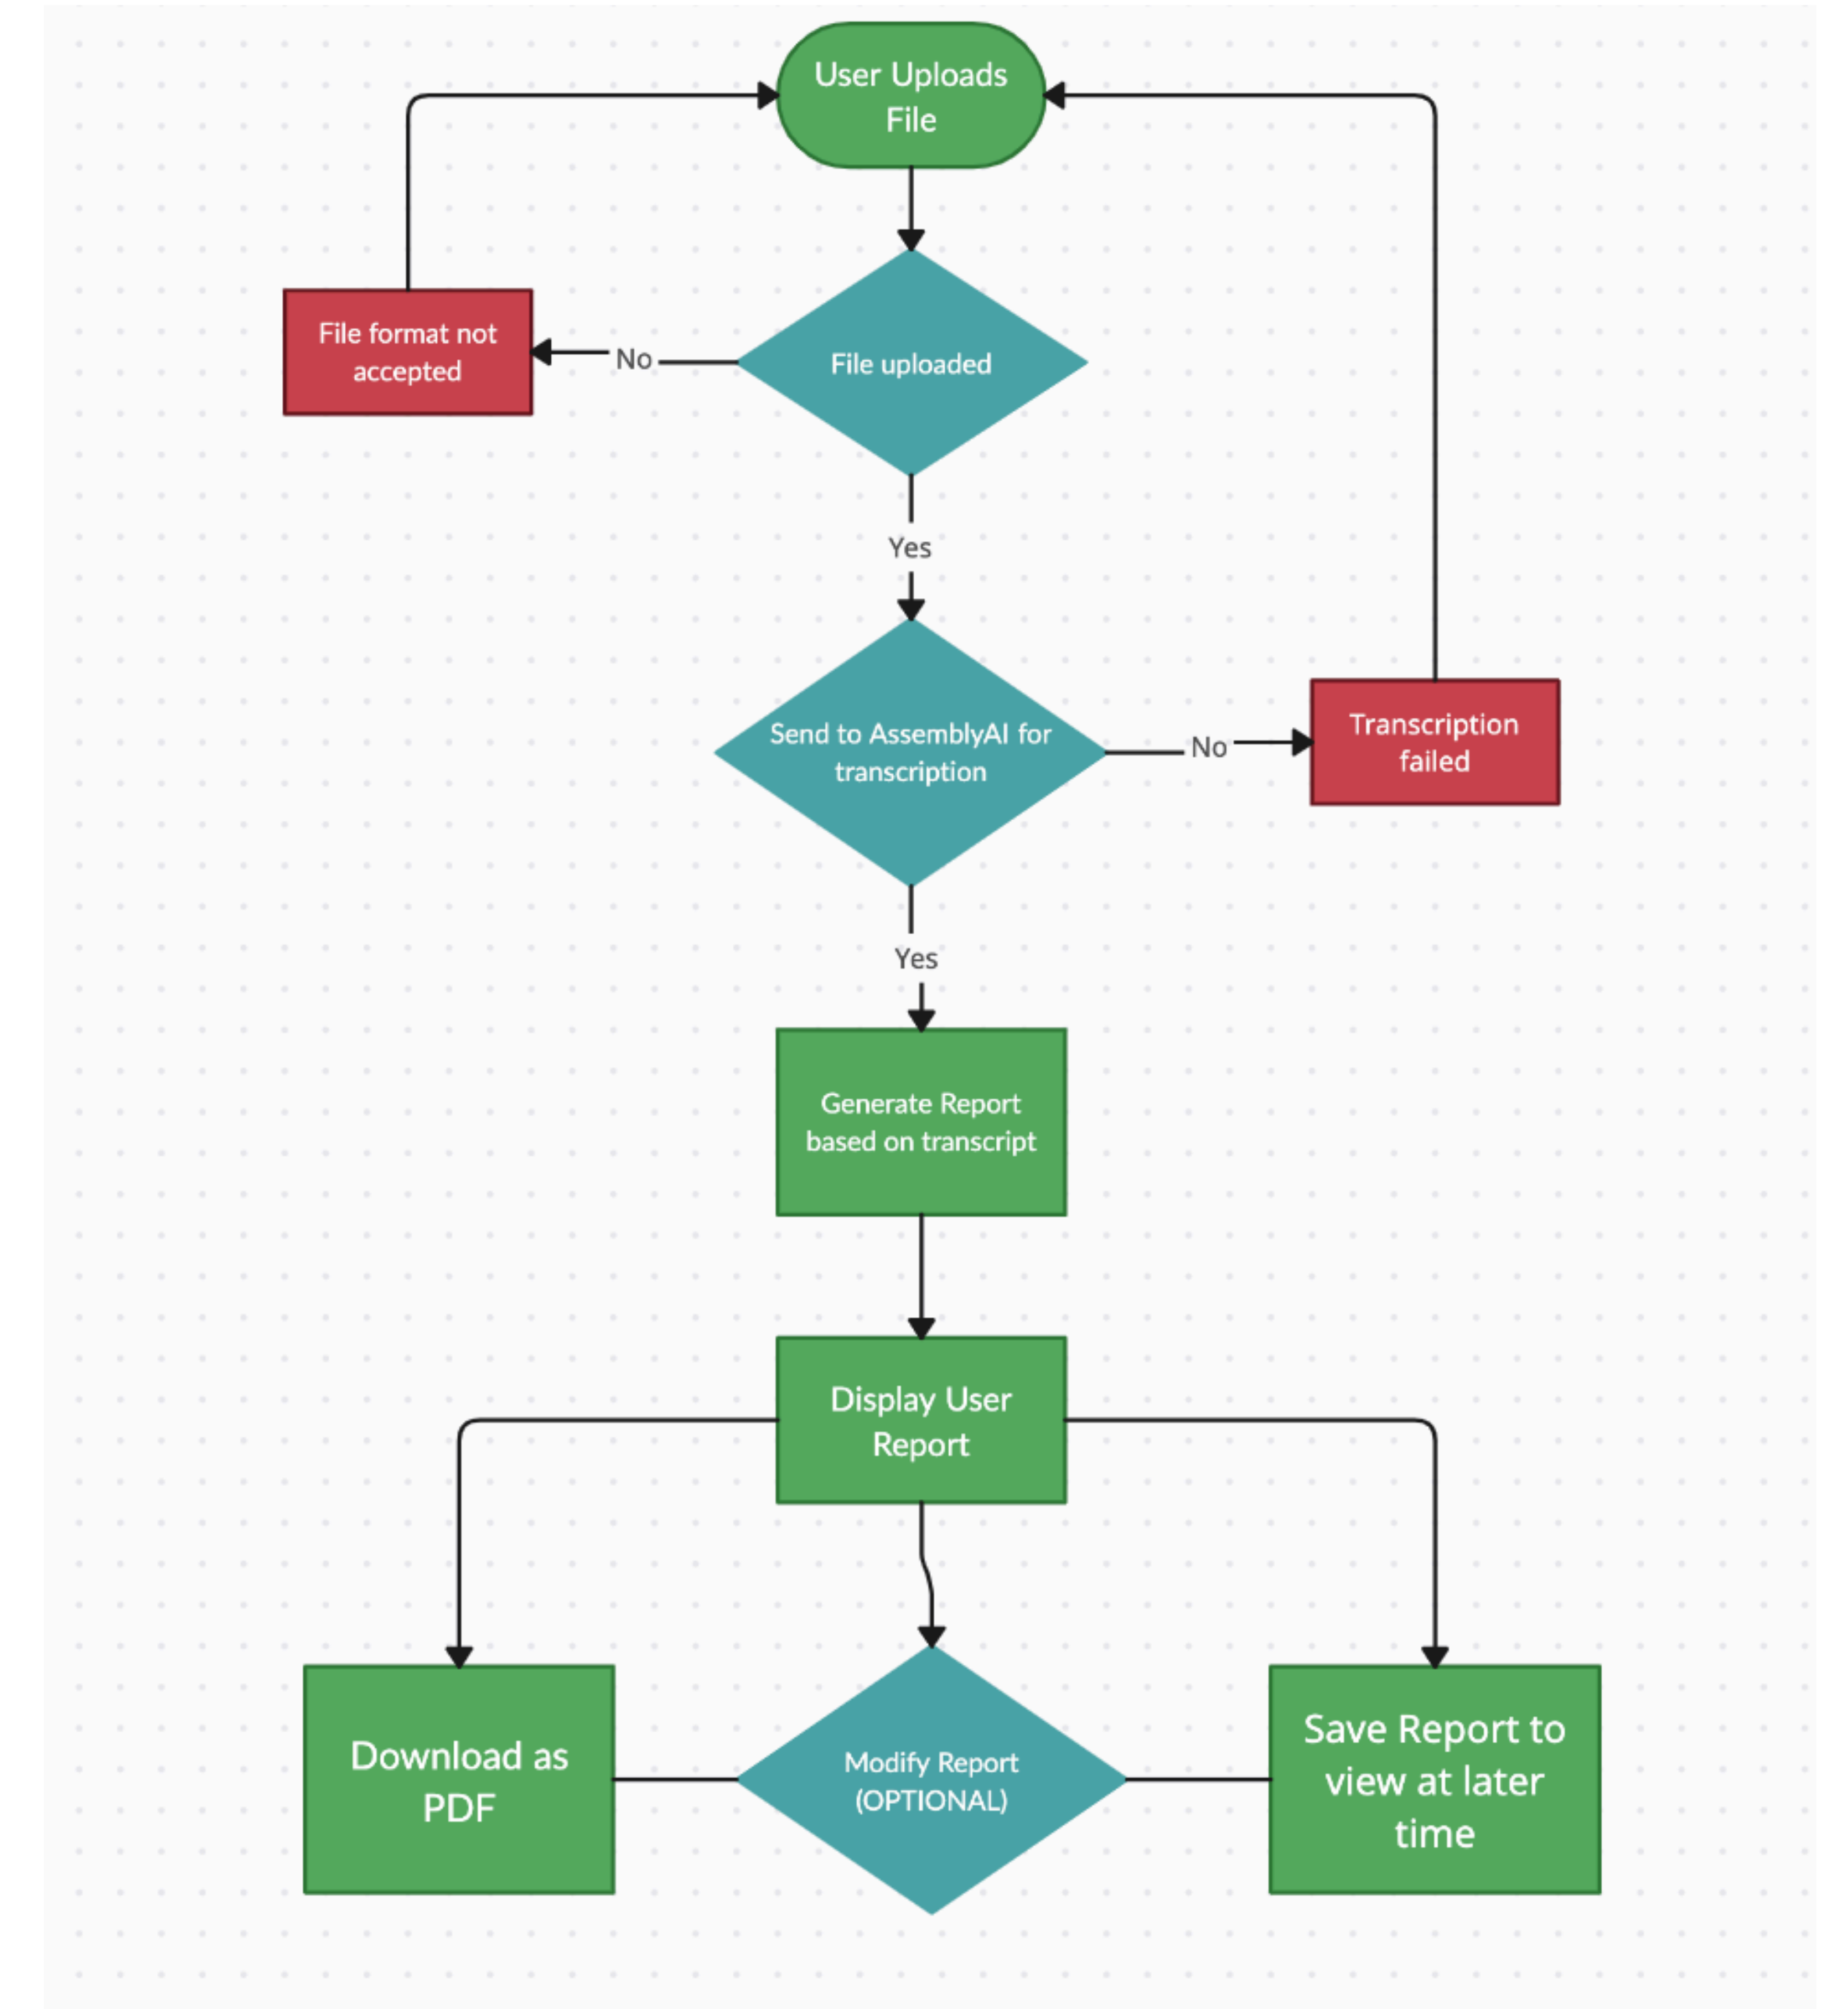 User Uploads
File
File format not
accepted
No
File uploaded
Yes
Send to AssemblyAI for
transcription
No
Transcription
failed
Yes
Generate Report
based on transcript
Display User
Report
Download as
PDF
Modify Report
(OPTIONAL)
Save Report to
view at later
time